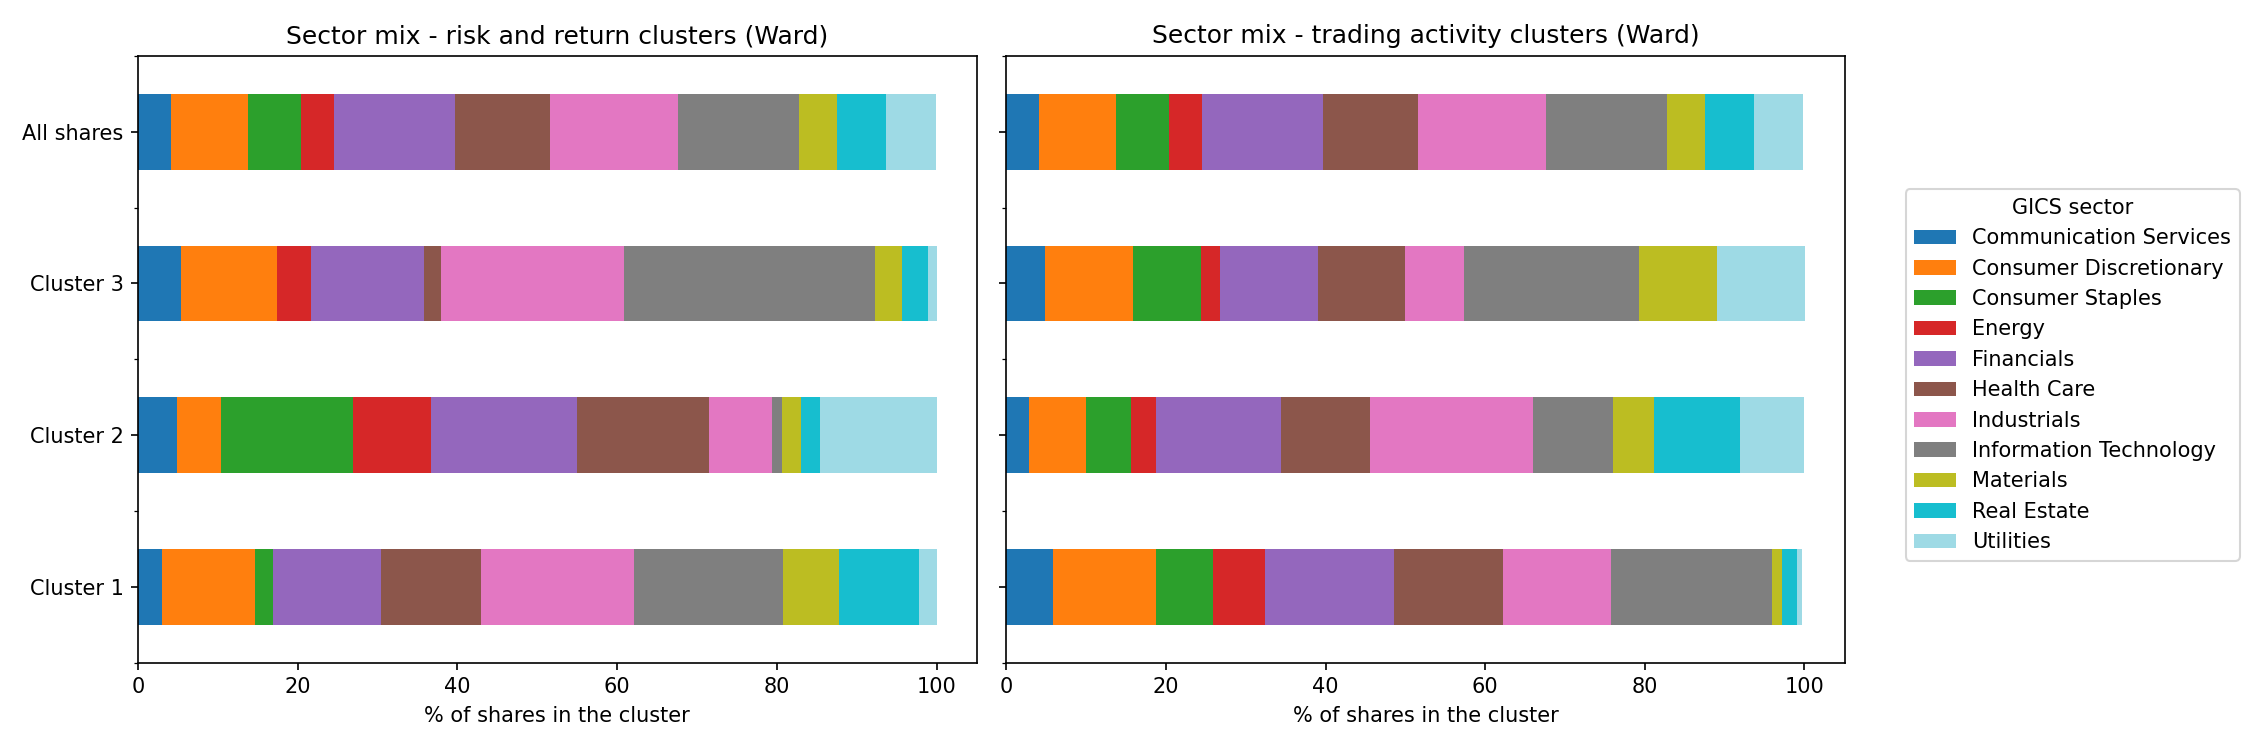 Sector mix - risk and return clusters (Ward)
Sector mix - trading activity clusters (Ward)
All shares
Cluster 3
Cluster 2
Cluster 1
0 20 40 60 80 100
% of shares in the cluster
0 20 40 60 80 100
% of shares in the cluster
GICS sector
Communication Services
Consumer Discretionary
Consumer Staples
Energy
Financials
Health Care
Industrials
Information Technology
Materials
Real Estate
Utilities